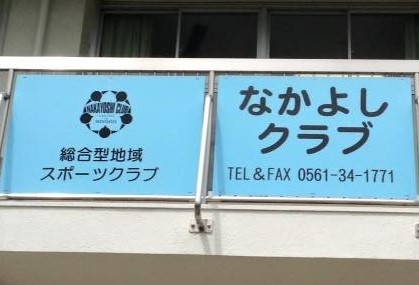 NAKAYOSHI CLUB
総合型地域
スポーツクラブ
なかよし
クラブ
TEL&FAX 0561-34-1771